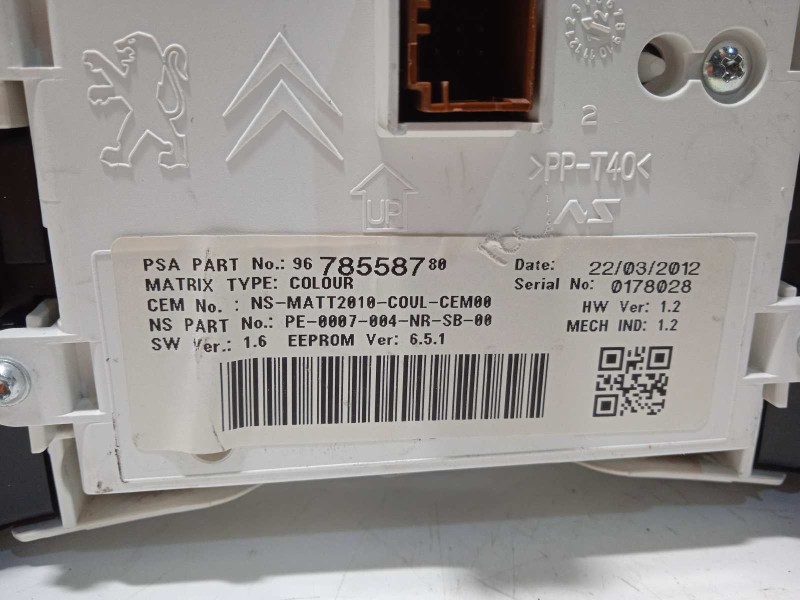 2
>PP-T40<
UP
NS
PSA PART No.: 96 785587 80
Date: 22/03/2012
MATRIX TYPE: COLOUR
Serial No: 0178028
CEM No.: NS-MATT2010-COUL-CEM00
HW Ver: 1.2
NS PART No.: PE-0007-004-NR-SB-00
MECH IND: 1.2
SW Ver.: 1.6 EEPROM Ver: 6.5.1